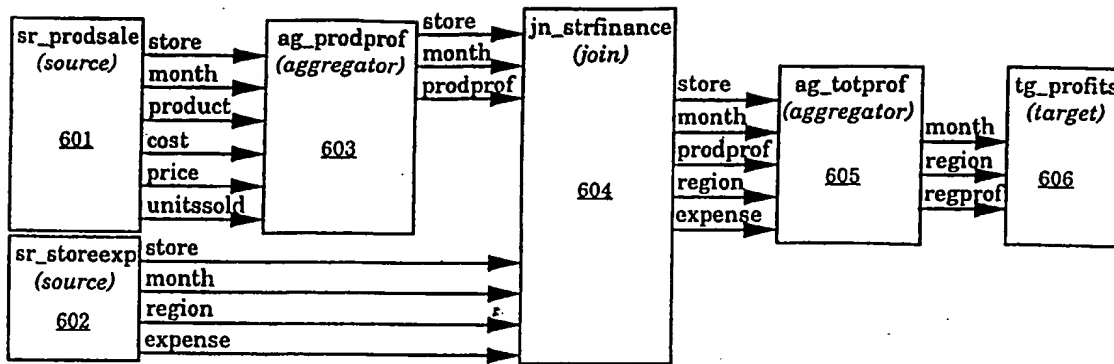 sr_prodsale
(source)
601
store
month
product
cost
price
unitssold
ag_prodprof
(aggregator)
603
store
month
prodprof
jn_strfinance
(join)
604
store
month
prodprof
region
expense
ag_totprof
(aggregator)
605
month
region
regprof
tg_profits
(target)
606
sr_storeexp
(source)
602
store
month
region
expense